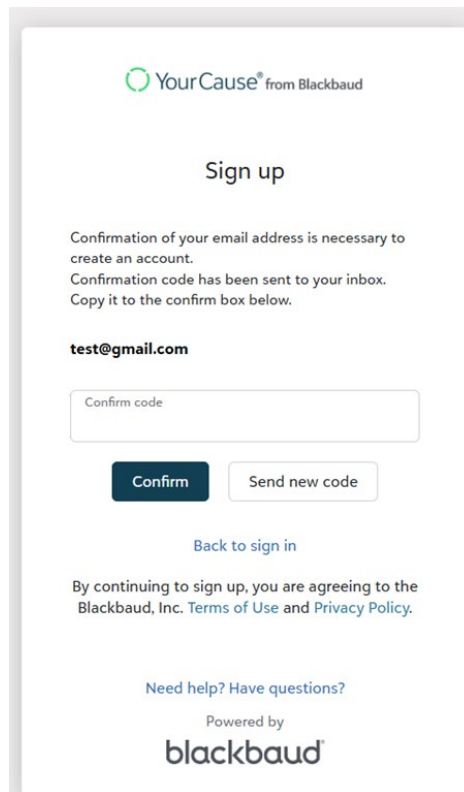 YourCause® from Blackbaud
Sign up
Confirmation of your email address is necessary to
create an account.
Confirmation code has been sent to your inbox.
Copy it to the confirm box below.
test@gmail.com
Confirm code
Confirm Send new code
Back to sign in
By continuing to sign up, you are agreeing to the
Blackbaud, Inc. Terms of Use and Privacy Policy.
Need help? Have questions?
Powered by
blackbaud